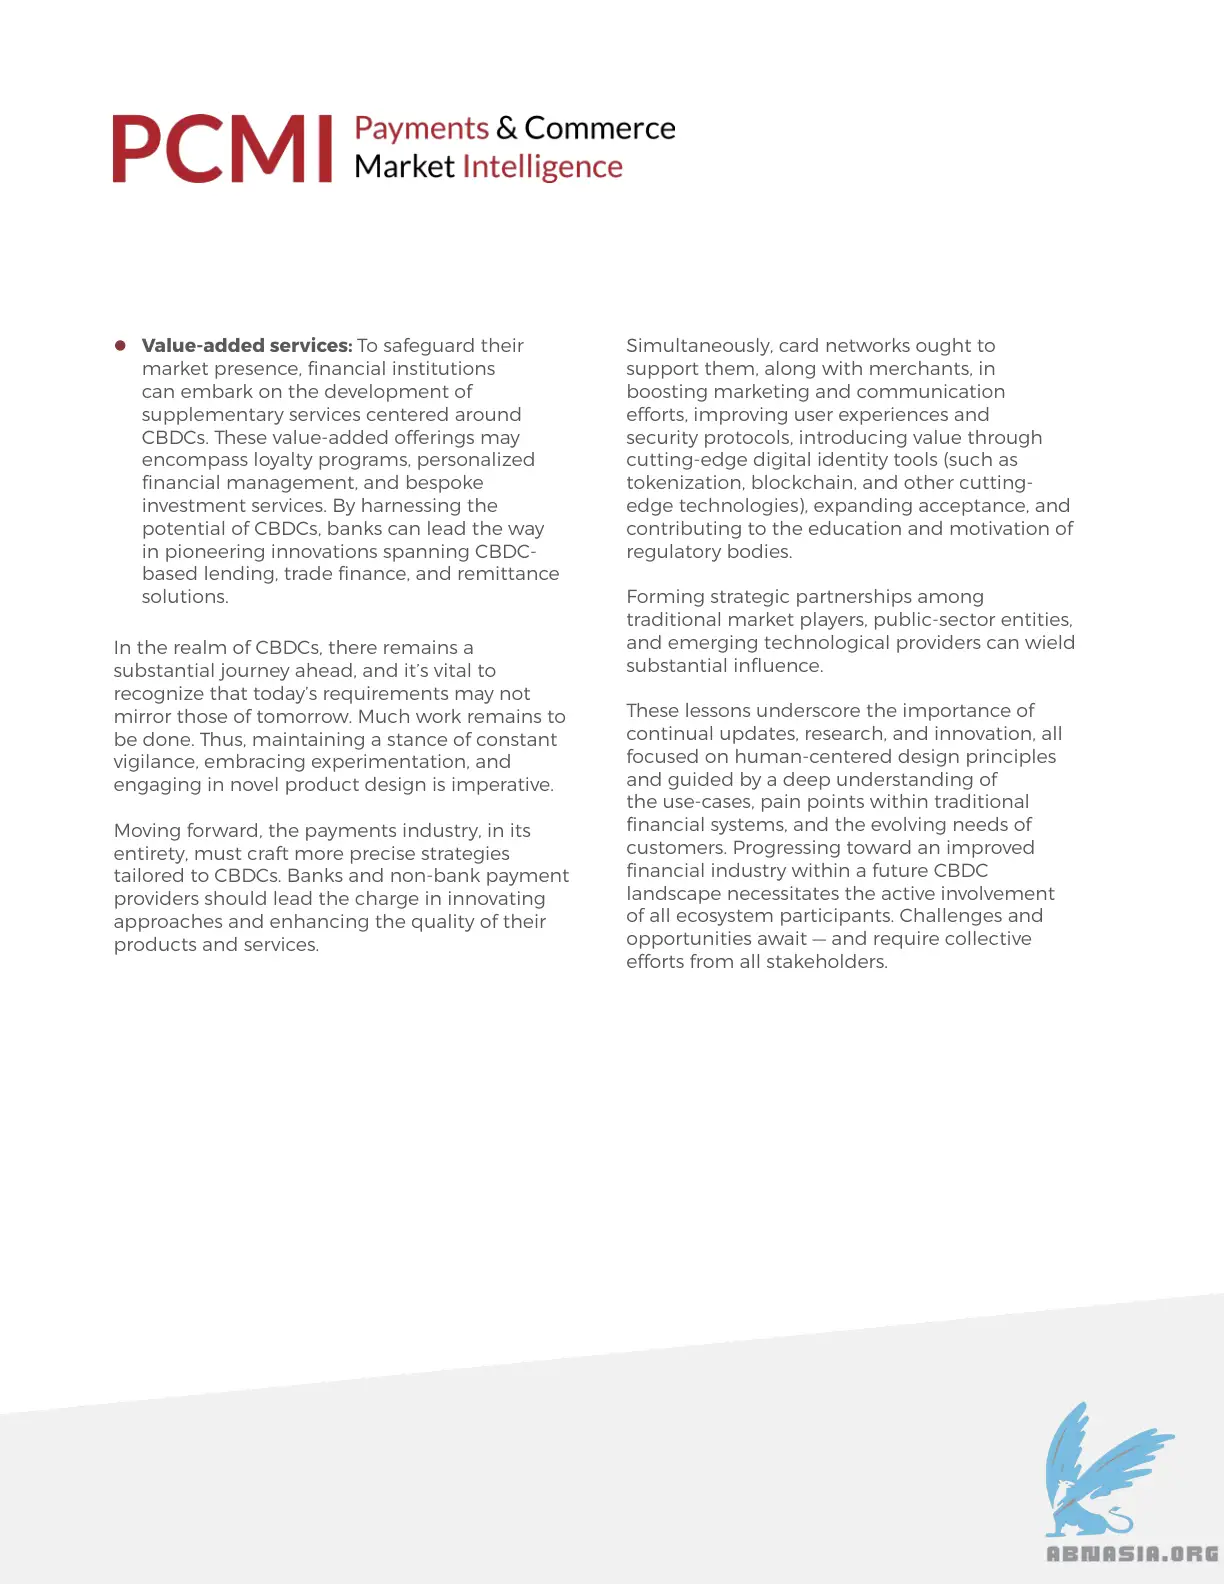 PCMI
Payments & Commerce
Market Intelligence
● Value-added services: To safeguard their
market presence, financial institutions
can embark on the development of
supplementary services centered around
CBDCs. These value-added offerings may
encompass loyalty programs, personalized
financial management, and bespoke
investment services. By harnessing the
potential of CBDCs, banks can lead the way
in pioneering innovations spanning CBDC-
based lending, trade finance, and remittance
solutions.
In the realm of CBDCs, there remains a
substantial journey ahead, and it’s vital to
recognize that today’s requirements may not
mirror those of tomorrow. Much work remains to
be done. Thus, maintaining a stance of constant
vigilance, embracing experimentation, and
engaging in novel product design is imperative.
Moving forward, the payments industry, in its
entirety, must craft more precise strategies
tailored to CBDCs. Banks and non-bank payment
providers should lead the charge in innovating
approaches and enhancing the quality of their
products and services.
Simultaneously, card networks ought to
support them, along with merchants, in
boosting marketing and communication
efforts, improving user experiences and
security protocols, introducing value through
cutting-edge digital identity tools (such as
tokenization, blockchain, and other cutting-
edge technologies), expanding acceptance, and
contributing to the education and motivation of
regulatory bodies.
Forming strategic partnerships among
traditional market players, public-sector entities,
and emerging technological providers can wield
substantial influence.
These lessons underscore the importance of
continual updates, research, and innovation, all
focused on human-centered design principles
and guided by a deep understanding of
the use-cases, pain points within traditional
financial systems, and the evolving needs of
customers. Progressing toward an improved
financial industry within a future CBDC
landscape necessitates the active involvement
of all ecosystem participants. Challenges and
opportunities await — and require collective
efforts from all stakeholders.
ABNASIA.ORG